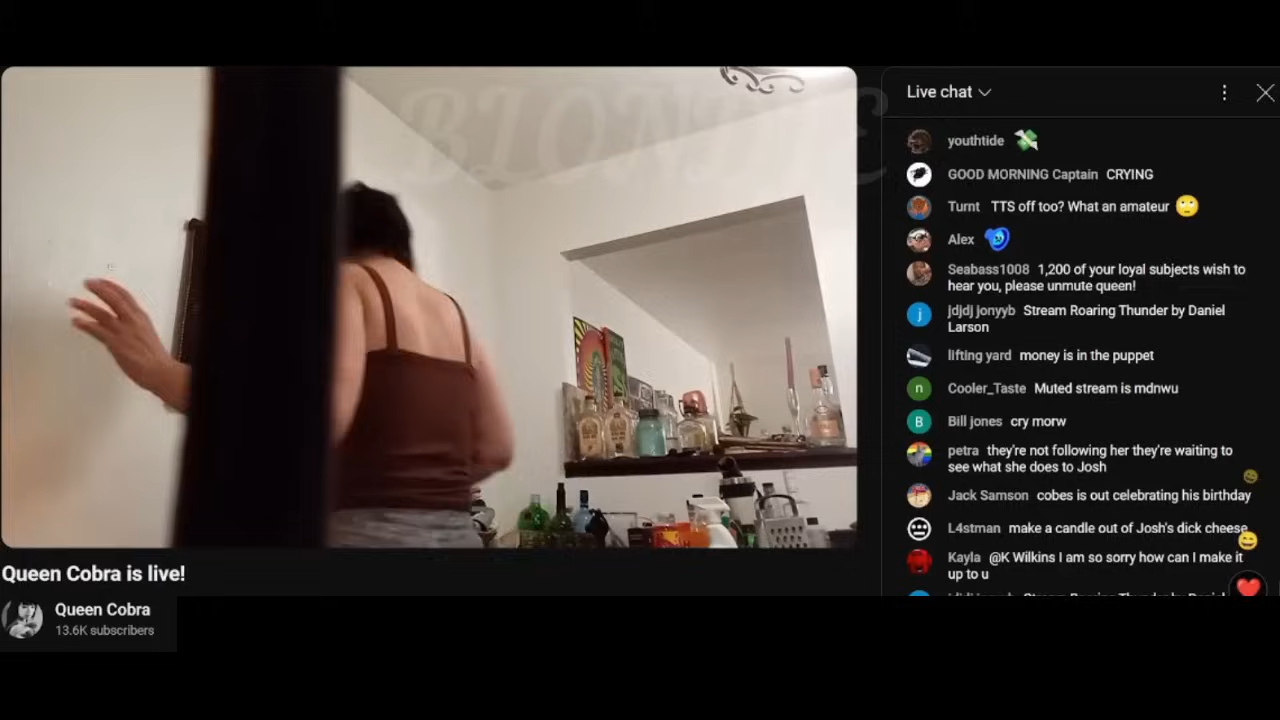 BLONDIE
Live chat
youthtide
GOOD MORNING Captain CRYING
Turnt TTS off too? What an amateur
Alex
Seabass1008 1,200 of your loyal subjects wish to
hear you, please unmute queen!
jdjdj jonyyb Stream Roaring Thunder by Daniel
Larson
lifting yard money is in the puppet
n
Cooler_Taste Muted stream is mdnwu
B
Bill jones cry morw
petra they're not following her they're waiting to
see what she does to Josh
Jack Samson cobes is out celebrating his birthday
L4stman make a candle out of Josh's dick cheese
Kayla @K Wilkins I am so sorry how can I make it
up to u
j
Queen Cobra is live!
Queen Cobra
13.6K subscribers